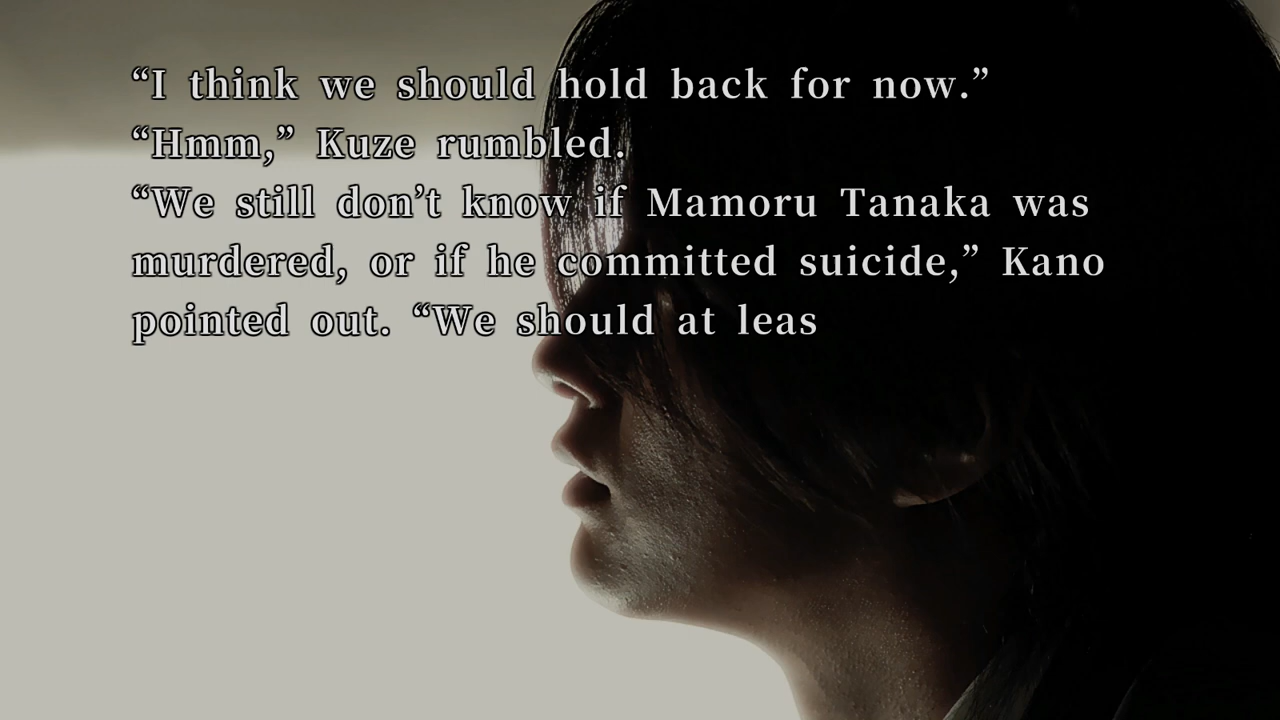 “I think we should hold back for now.”
“Hmm,” Kuze rumbled.
“We still don’t know if Mamoru Tanaka was
murdered, or if he committed suicide,” Kano
pointed out. “We should at leas